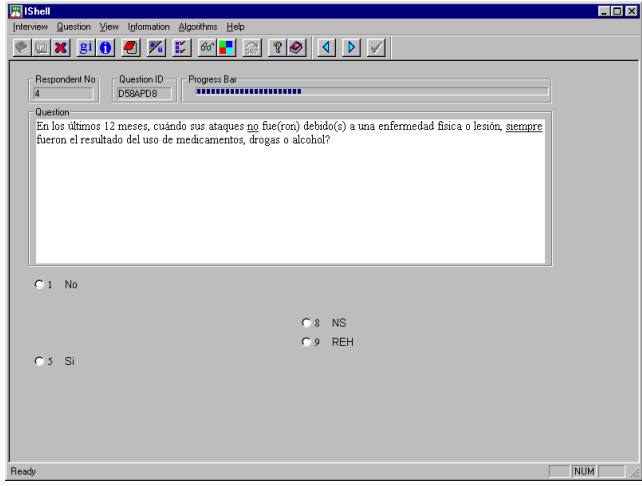 IShell
Interview Question View Information Algorithms Help
gi
Respondent No
Question ID
Progress Bar
4
D58APD8
Question
En los últimos 12 meses, cuándo sus ataques no fue(ron) debido(s) a una enfermedad física o lesión, siempre
fueron el resultado del uso de medicamentos, drogas o alcohol?
1 No
8 NS
9 REH
5 Si
Ready
NUM